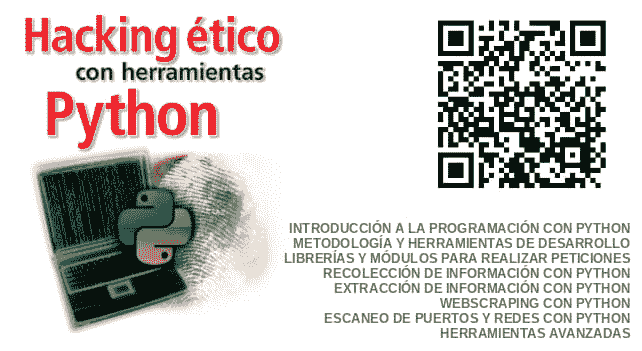 Hacking ético
con herramientas
Python
INTRODUCCIÓN A LA PROGRAMACIÓN CON PYTHON
METODOLOGÍA Y HERRAMIENTAS DE DESARROLLO
LIBRERÍAS Y MÓDULOS PARA REALIZAR PETICIONES
RECOLECCIÓN DE INFORMACIÓN CON PYTHON
EXTRACCIÓN DE INFORMACIÓN CON PYTHON
WEBSCRAPING CON PYTHON
ESCANEO DE PUERTOS Y REDES CON PYTHON
HERRAMIENTAS AVANZADAS